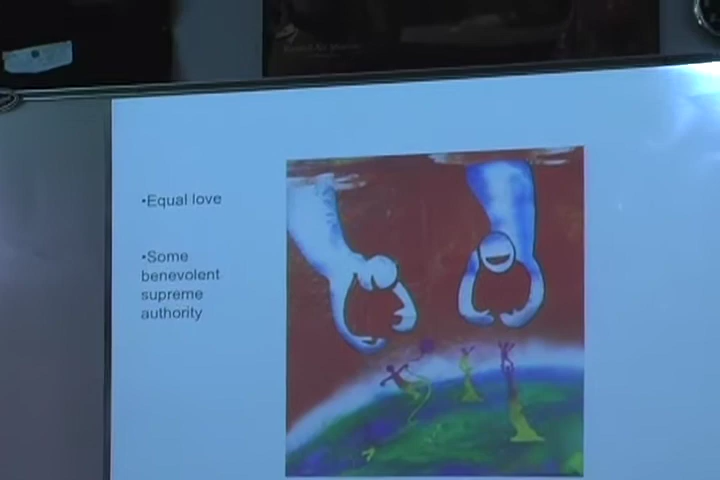 •Equal love
•Some
benevolent
supreme
authority